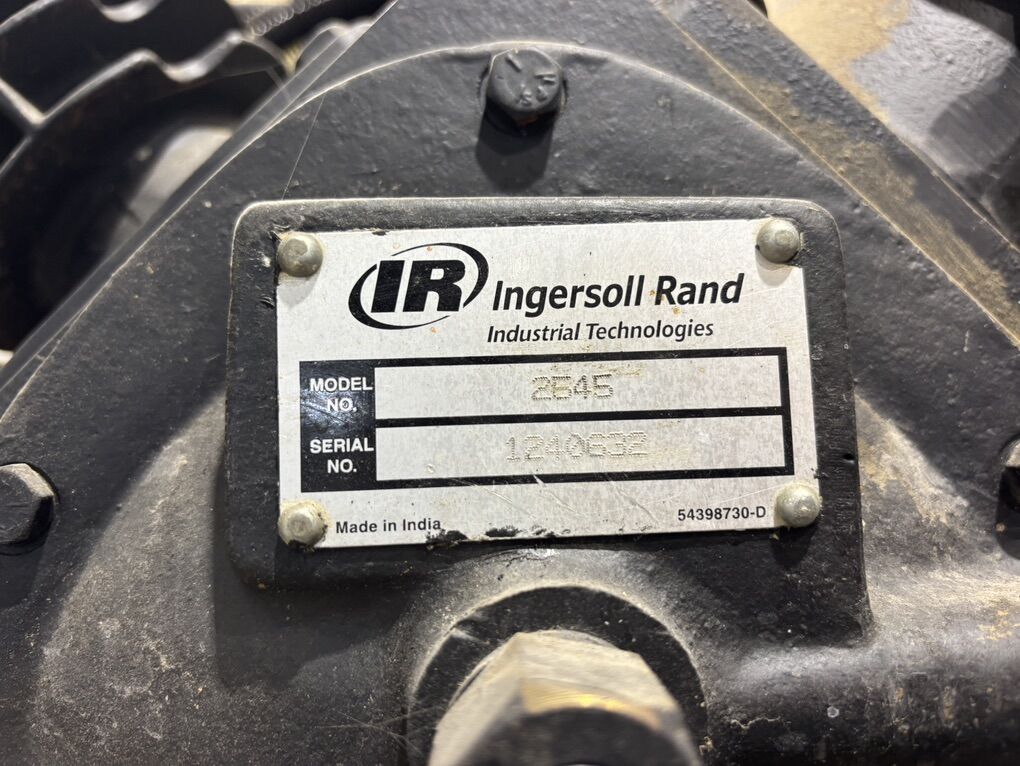 IR Ingersoll Rand
Industrial Technologies
MODEL NO. 2545
SERIAL NO. 1240632
Made in India
54398730-D